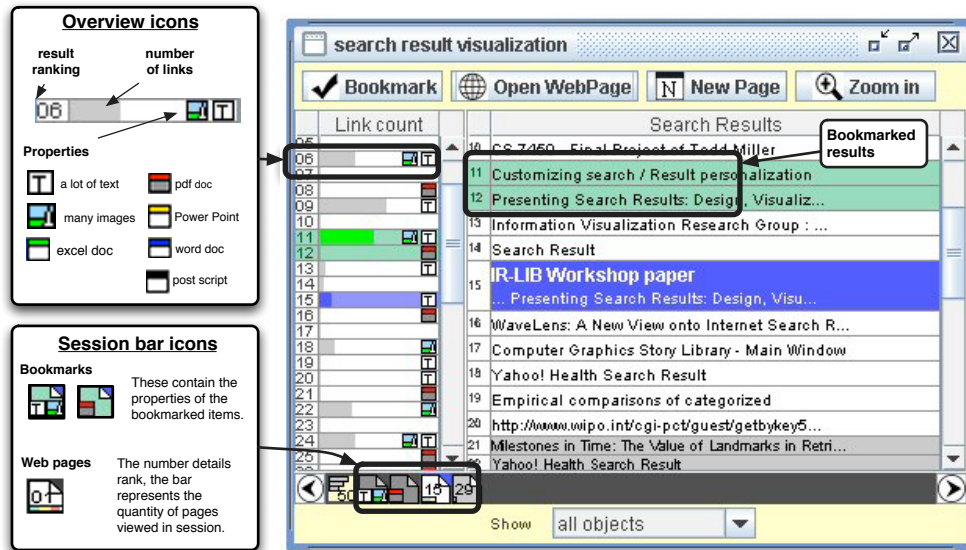 Overview icons
result ranking
number of links
06
Properties
a lot of text
pdf doc
many images
Power Point
excel doc
word doc
post script
Session bar icons
Bookmarks
These contain the
properties of the
bookmarked items.
Web pages
01
The number details
rank, the bar
represents the
quantity of pages
viewed in session.
search result visualization
Bookmark
Open WebPage
N New Page
Zoom in
Link count
Search Results
Bookmarked
results
05
06
07
08
09
10
11
12
13
14
15
16
17
18
19
20
21
22
23
24
25
10 CS 7450 - Final Project of Todd Miller
11 Customizing search / Result personalization
12 Presenting Search Results: Design, Visualiz...
13 Information Visualization Research Group : ...
14 Search Result
15 IR-LIB Workshop paper
... Presenting Search Results: Design, Visu...
16 WaveLens: A New View onto Internet Search R...
17 Computer Graphics Story Library - Main Window
18 Yahoo! Health Search Result
19 Empirical comparisons of categorized
20 http://www.wipo.int/cgi-pct/guest/getbykey5...
21 Milestones in Time: The Value of Landmarks in Retri...
22 Yahoo! Health Search Result
50
15
29
Show all objects